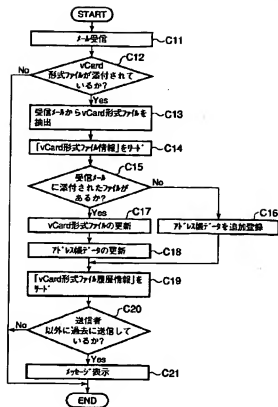 START
メール受信
C11
C12
vCard
形式ファイルが添付されて
いるか?
No
Yes
受信メールからvCard形式ファイルを
抽出
C13
「vCard形式ファイル情報」をサーチ
C14
C15
受信メール
に添付されたファイルが
あるか?
No
Yes
C17
vCard形式ファイルの更新
C16
アドレス帳データを追加登録
アドレス帳データの更新
C18
「vCard形式ファイル履歴情報」を
サーチ
C19
C20
送信者
以外に過去に送信して
いるか?
No
Yes
メッセージ表示
C21
END